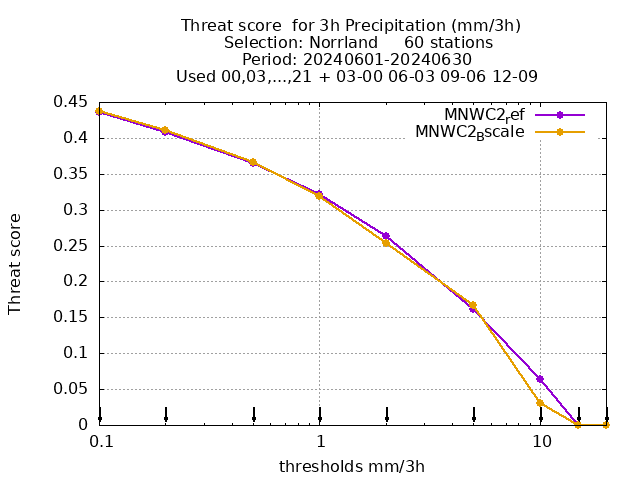 Threat score  for 3h Precipitation (mm/3h)
Selection: Norrland     60 stations
Period: 20240601-20240630
Used 00,03,...,21 + 03-00 06-03 09-06 12-09
MNWC2ref
MNWC2Bscale
Threat score
0.45
0.4
0.35
0.3
0.25
0.2
0.15
0.1
0.05
0
0.1 1 10
thresholds mm/3h